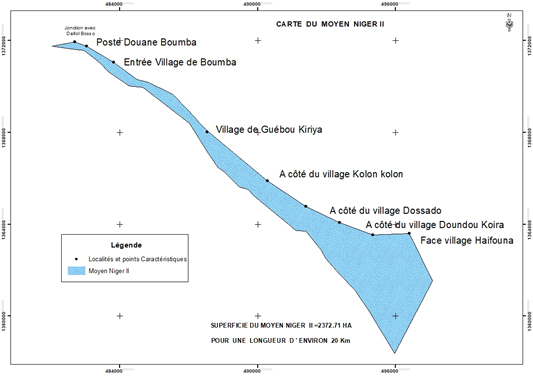 484000 490000 496000
CARTE DU MOYEN NIGER II
N
Jonction avec
Dallol Bosso
1372000 1372000
Poste Douane Boumba
Entrée Village de Boumba
Village de Guébou Kiriya
1368000 1368000
A côté du village Kolon kolon
A côté du village Dossado
A côté du village Doundou Koira
1364000 1364000
Face village Haifouna
Légende
Localités et points Caractéristiques
Moyen Niger II
1360000 1360000
SUPERFICIE DU MOYEN NIGER II =2372.71 HA
POUR UNE LONGUEUR D'ENVIRON 20 Km
484000 490000 496000